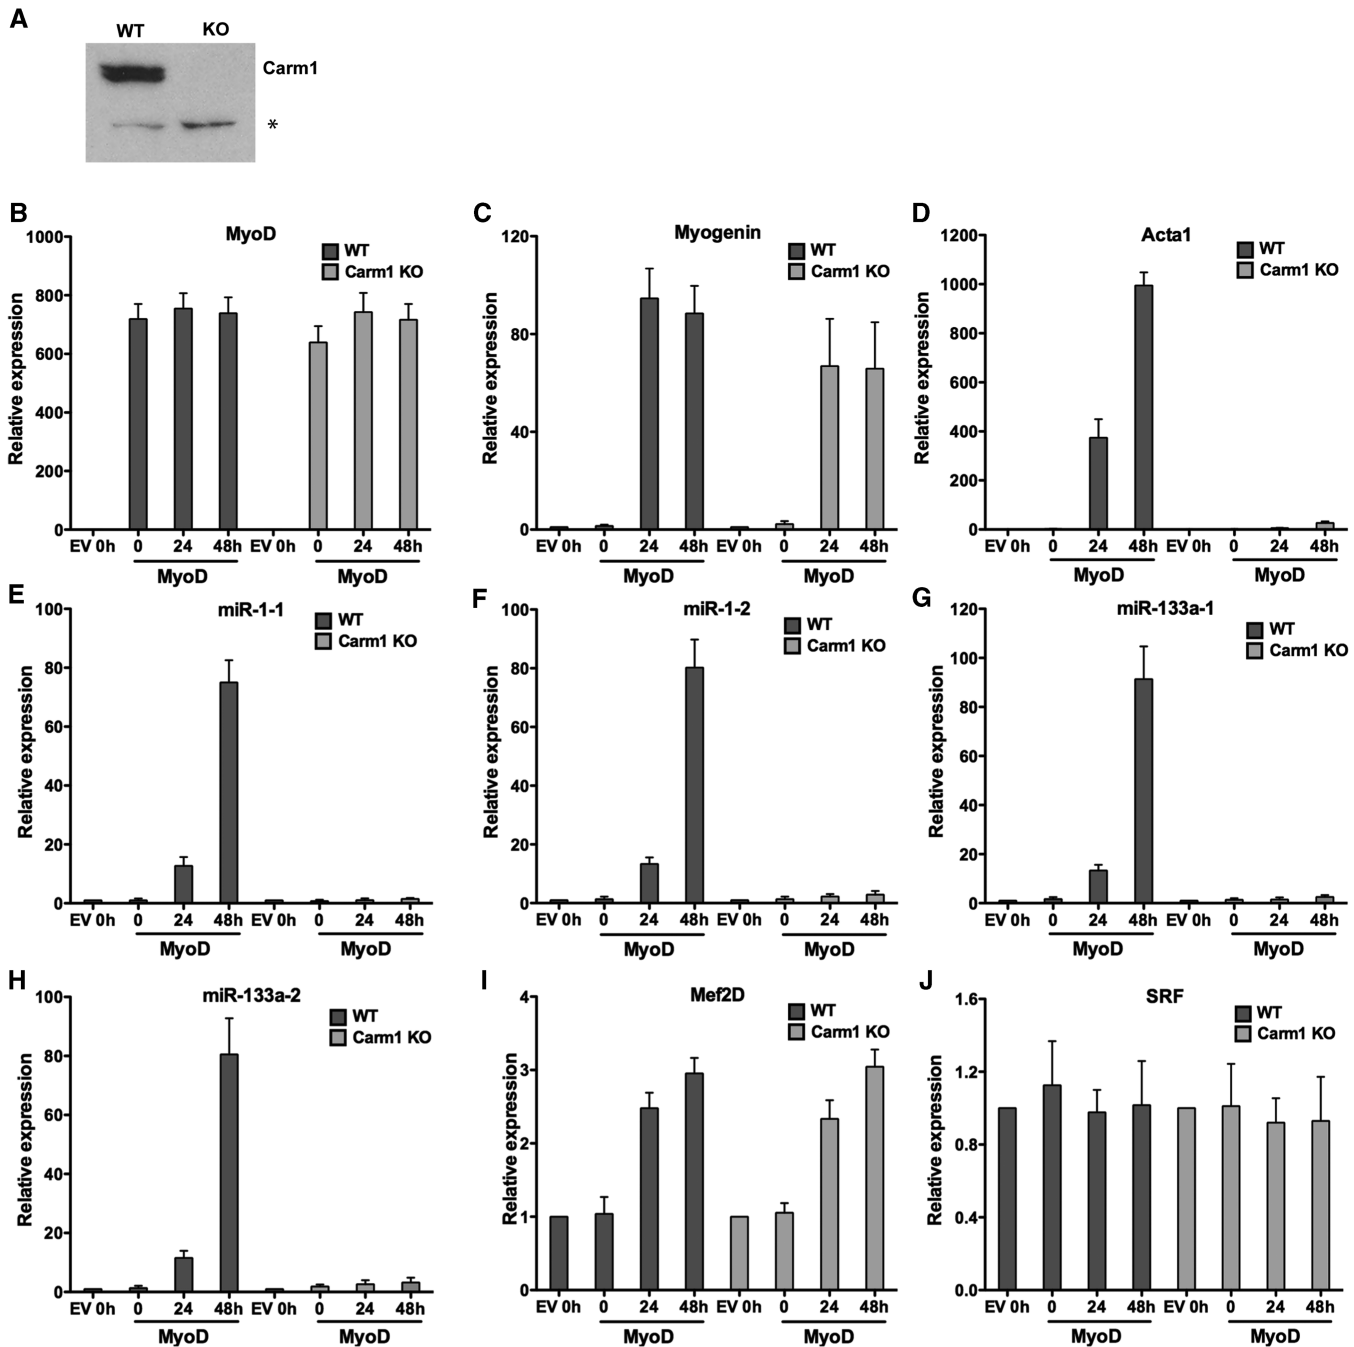 A
WT KO
Carm1
*
B
MyoD
WT
Carm1 KO
Relative expression
1000
800
600
400
200
0
EV 0h 0 24 48h EV 0h 0 24 48h
MyoD MyoD
C
Myogenin
WT
Carm1 KO
Relative expression
120
80
40
0
EV 0h 0 24 48h EV 0h 0 24 48h
MyoD MyoD
D
Acta1
WT
Carm1 KO
Relative expression
1200
1000
800
600
400
200
0
EV 0h 0 24 48h EV 0h 0 24 48h
MyoD MyoD
E
miR-1-1
WT
Carm1 KO
Relative expression
100
80
60
40
20
0
EV 0h 0 24 48h EV 0h 0 24 48h
MyoD MyoD
F
miR-1-2
WT
Carm1 KO
Relative expression
100
80
60
40
20
0
EV 0h 0 24 48h EV 0h 0 24 48h
MyoD MyoD
G
miR-133a-1
WT
Carm1 KO
Relative expression
120
100
80
60
40
20
0
EV 0h 0 24 48h EV 0h 0 24 48h
MyoD MyoD
H
miR-133a-2
WT
Carm1 KO
Relative expression
100
80
60
40
20
0
EV 0h 0 24 48h EV 0h 0 24 48h
MyoD MyoD
I
Mef2D
WT
Carm1 KO
Relative expression
4
3
2
1
0
EV 0h 0 24 48h EV 0h 0 24 48h
MyoD MyoD
J
SRF
WT
Carm1 KO
Relative expression
1.6
1.2
0.8
0.4
0.0
EV 0h 0 24 48h EV 0h 0 24 48h
MyoD MyoD